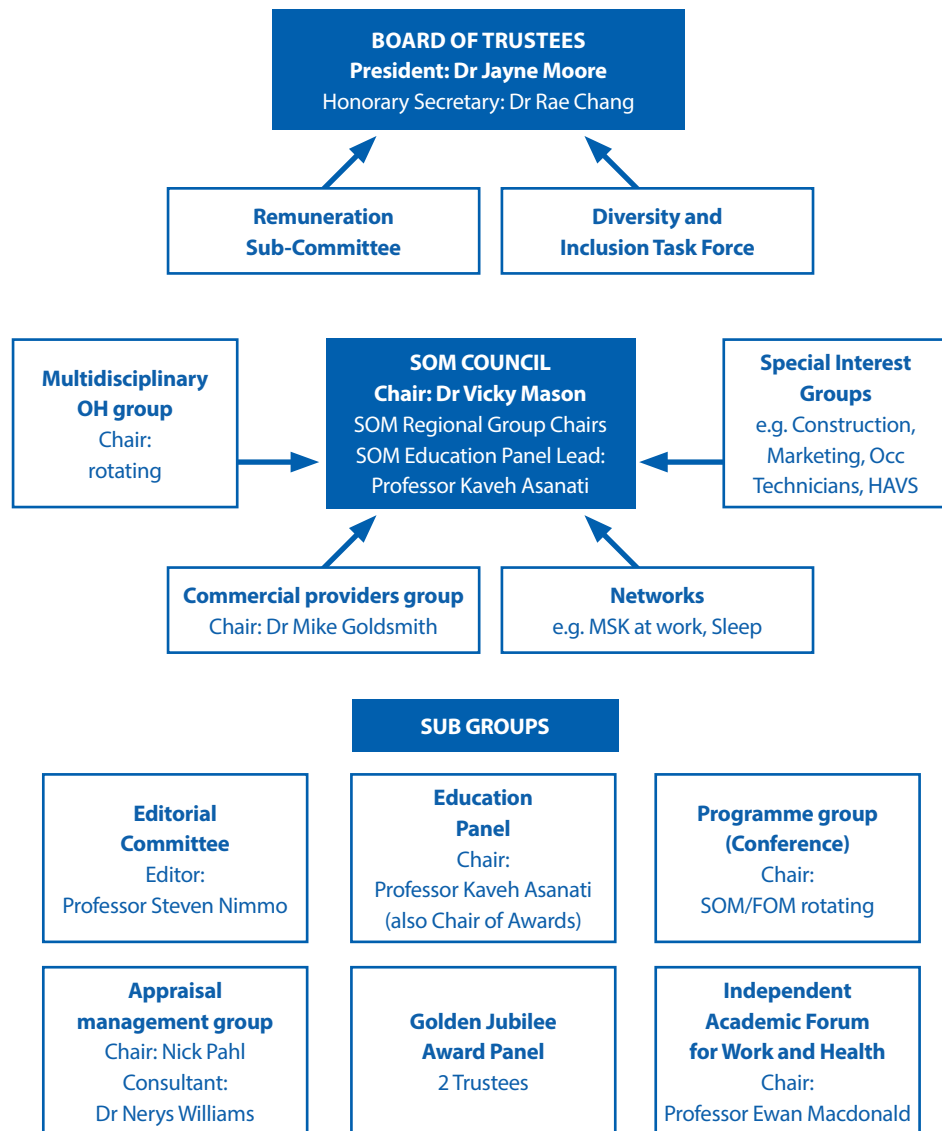 BOARD OF TRUSTEES
President: Dr Jayne Moore
Honorary Secretary: Dr Rae Chang
Remuneration
Sub-Committee
Diversity and
Inclusion Task Force
Multidisciplinary
OH group
Chair:
rotating
SOM COUNCIL
Chair: Dr Vicky Mason
SOM Regional Group Chairs
SOM Education Panel Lead:
Professor Kaveh Asanati
Special Interest
Groups
e.g. Construction,
Marketing, Occ
Technicians, HAVS
Commercial providers group
Chair: Dr Mike Goldsmith
Networks
e.g. MSK at work, Sleep
SUB GROUPS
Editorial
Committee
Editor:
Professor Steven Nimmo
Education
Panel
Chair:
Professor Kaveh Asanati
(also Chair of Awards)
Programme group
(Conference)
Chair:
SOM/FOM rotating
Appraisal
management group
Chair: Nick Pahl
Consultant:
Dr Nerys Williams
Golden Jubilee
Award Panel
2 Trustees
Independent
Academic Forum
for Work and Health
Chair:
Professor Ewan Macdonald